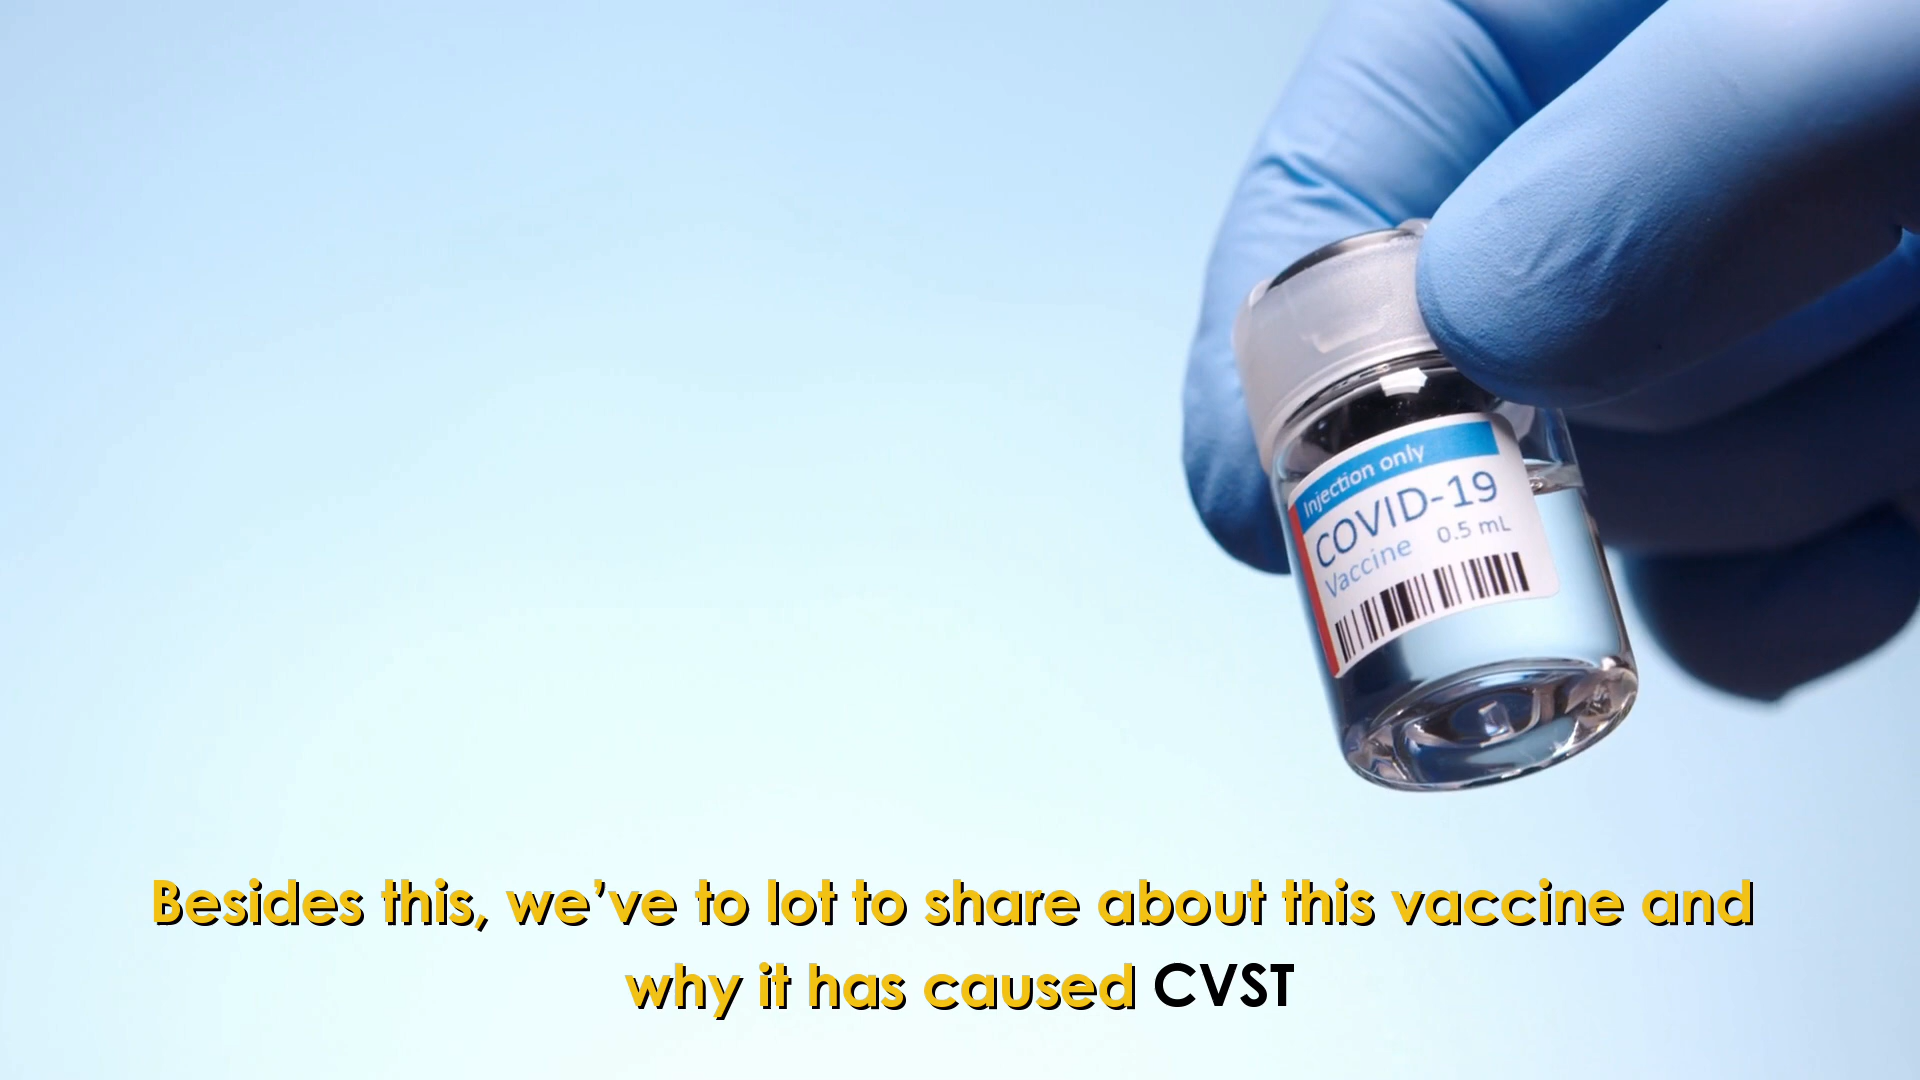 Injection only
COVID-19
Vaccine 0.5 mL
Besides this, we've to lot to share about this vaccine and
why it has caused CVST